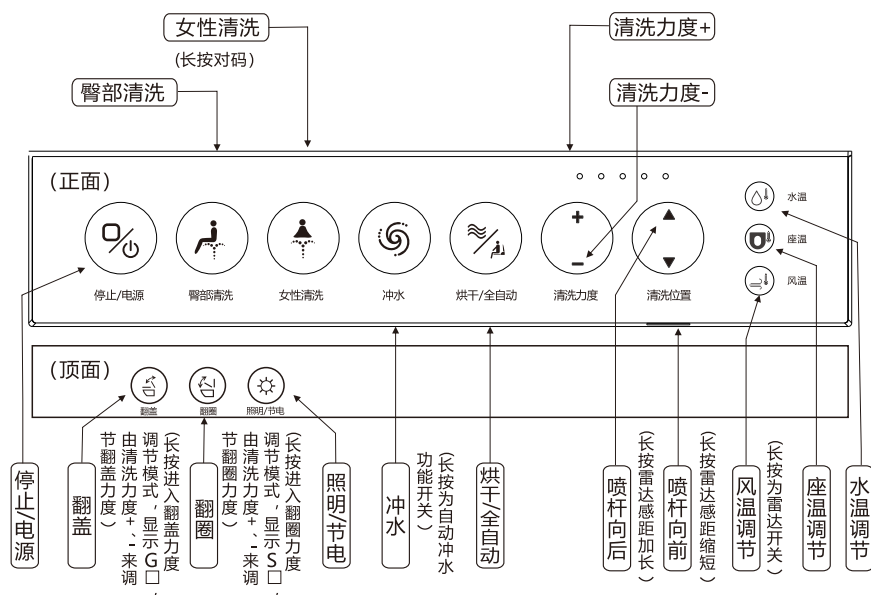 女性清洗
(长按对码)
清洗力度+
臀部清洗
清洗力度-
(正面)
水温
座温
风温
停止/电源
臀部清洗
女性清洗
冲水
烘干/全自动
清洗力度
清洗位置
(顶面)
翻盖
翻圈
照明/节电
停止/电源
翻盖
(长按进入翻盖力度
调节模式，显示G□，
由清洗力度+、-来调
节翻盖力度)
翻圈
(长按进入翻圈力度
调节模式，显示S□，
由清洗力度+、-来调
节翻圈力度)
照明/节电
冲水
(长按为自动冲水
功能开关)
烘干/全自动
喷杆向后
(长按雷达感距加长)
喷杆向前
(长按雷达感距缩短)
风温调节
(长按为雷达开关)
座温调节
水温调节